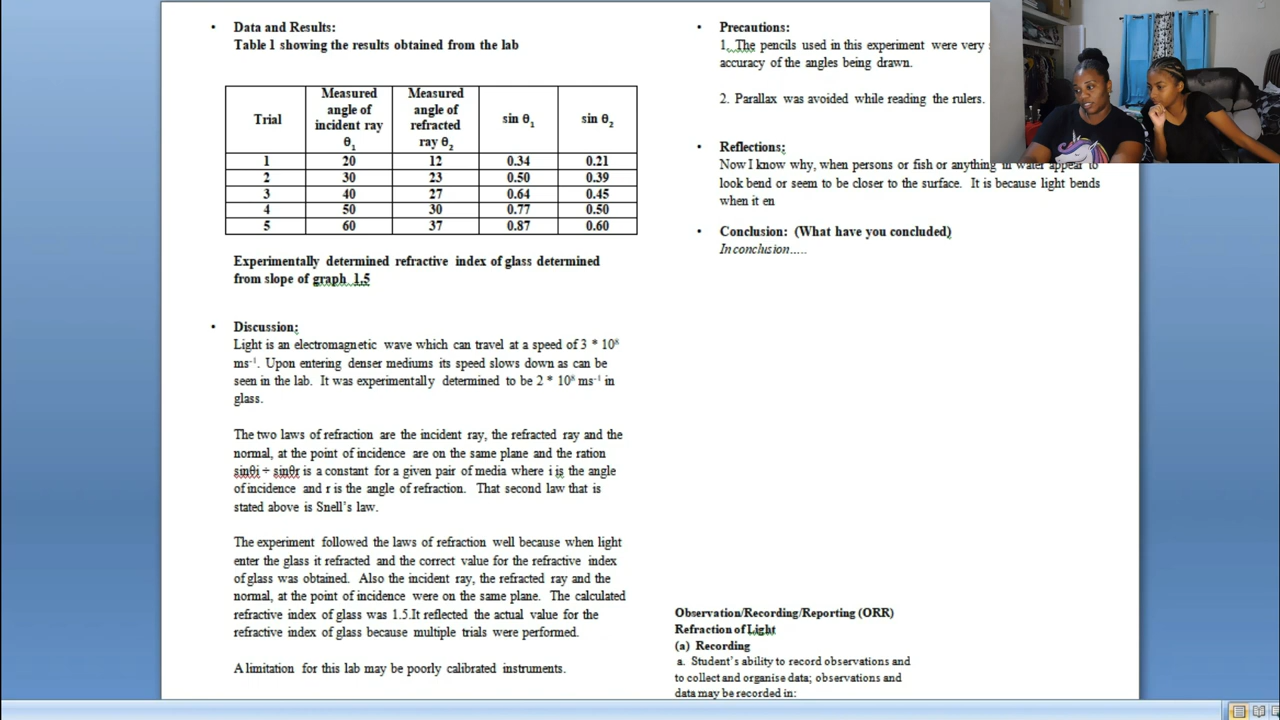 • Data and Results:
Table 1 showing the results obtained from the lab
Trial	Measured angle of incident ray θ1	Measured angle of refracted ray θ2	sin θ1	sin θ2
1	20	12	0.34	0.21
2	30	23	0.50	0.39
3	40	27	0.64	0.45
4	50	30	0.77	0.50
5	60	37	0.87	0.60
Experimentally determined refractive index of glass determined
from slope of graph 1.5
• Discussion:
Light is an electromagnetic wave which can travel at a speed of 3 * 10⁸
ms⁻¹. Upon entering denser mediums its speed slows down as can be
seen in the lab. It was experimentally determined to be 2 * 10⁸ ms⁻¹ in
glass.
The two laws of refraction are the incident ray, the refracted ray and the
normal, at the point of incidence are on the same plane and the ration
sinθi ÷ sinθr is a constant for a given pair of media where i is the angle
of incidence and r is the angle of refraction. That second law that is
stated above is Snell's law.
The experiment followed the laws of refraction well because when light
enter the glass it refracted and the correct value for the refractive index
of glass was obtained. Also the incident ray, the refracted ray and the
normal, at the point of incidence were on the same plane. The calculated
refractive index of glass was 1.5.It reflected the actual value for the
refractive index of glass because multiple trials were performed.
A limitation for this lab may be poorly calibrated instruments.
• Precautions:
1. The pencils used in this experiment were very
accuracy of the angles being drawn.
2. Parallax was avoided while reading the rulers.
• Reflections:
Now I know why, when persons or fish or anything in water appear to
look bend or seem to be closer to the surface. It is because light bends
when it en
• Conclusion: (What have you concluded)
In conclusion.....
Observation/Recording/Reporting (ORR)
Refraction of Light
(a) Recording
a. Student's ability to record observations and
to collect and organise data; observations and
data may be recorded in: